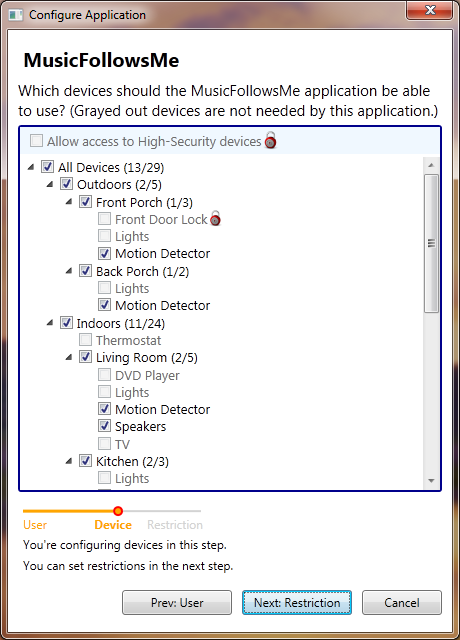 Configure Application
MusicFollowsMe
Which devices should the MusicFollowsMe application be able
to use? (Grayed out devices are not needed by this application.)
Allow access to High-Security devices
All Devices (13/29)
Outdoors (2/5)
Front Porch (1/3)
Front Door Lock
Lights
Motion Detector
Back Porch (1/2)
Lights
Motion Detector
Indoors (11/24)
Thermostat
Living Room (2/5)
DVD Player
Lights
Motion Detector
Speakers
TV
Kitchen (2/3)
Lights
User Device Restriction
You're configuring devices in this step.
You can set restrictions in the next step.
Prev: User Next: Restriction Cancel